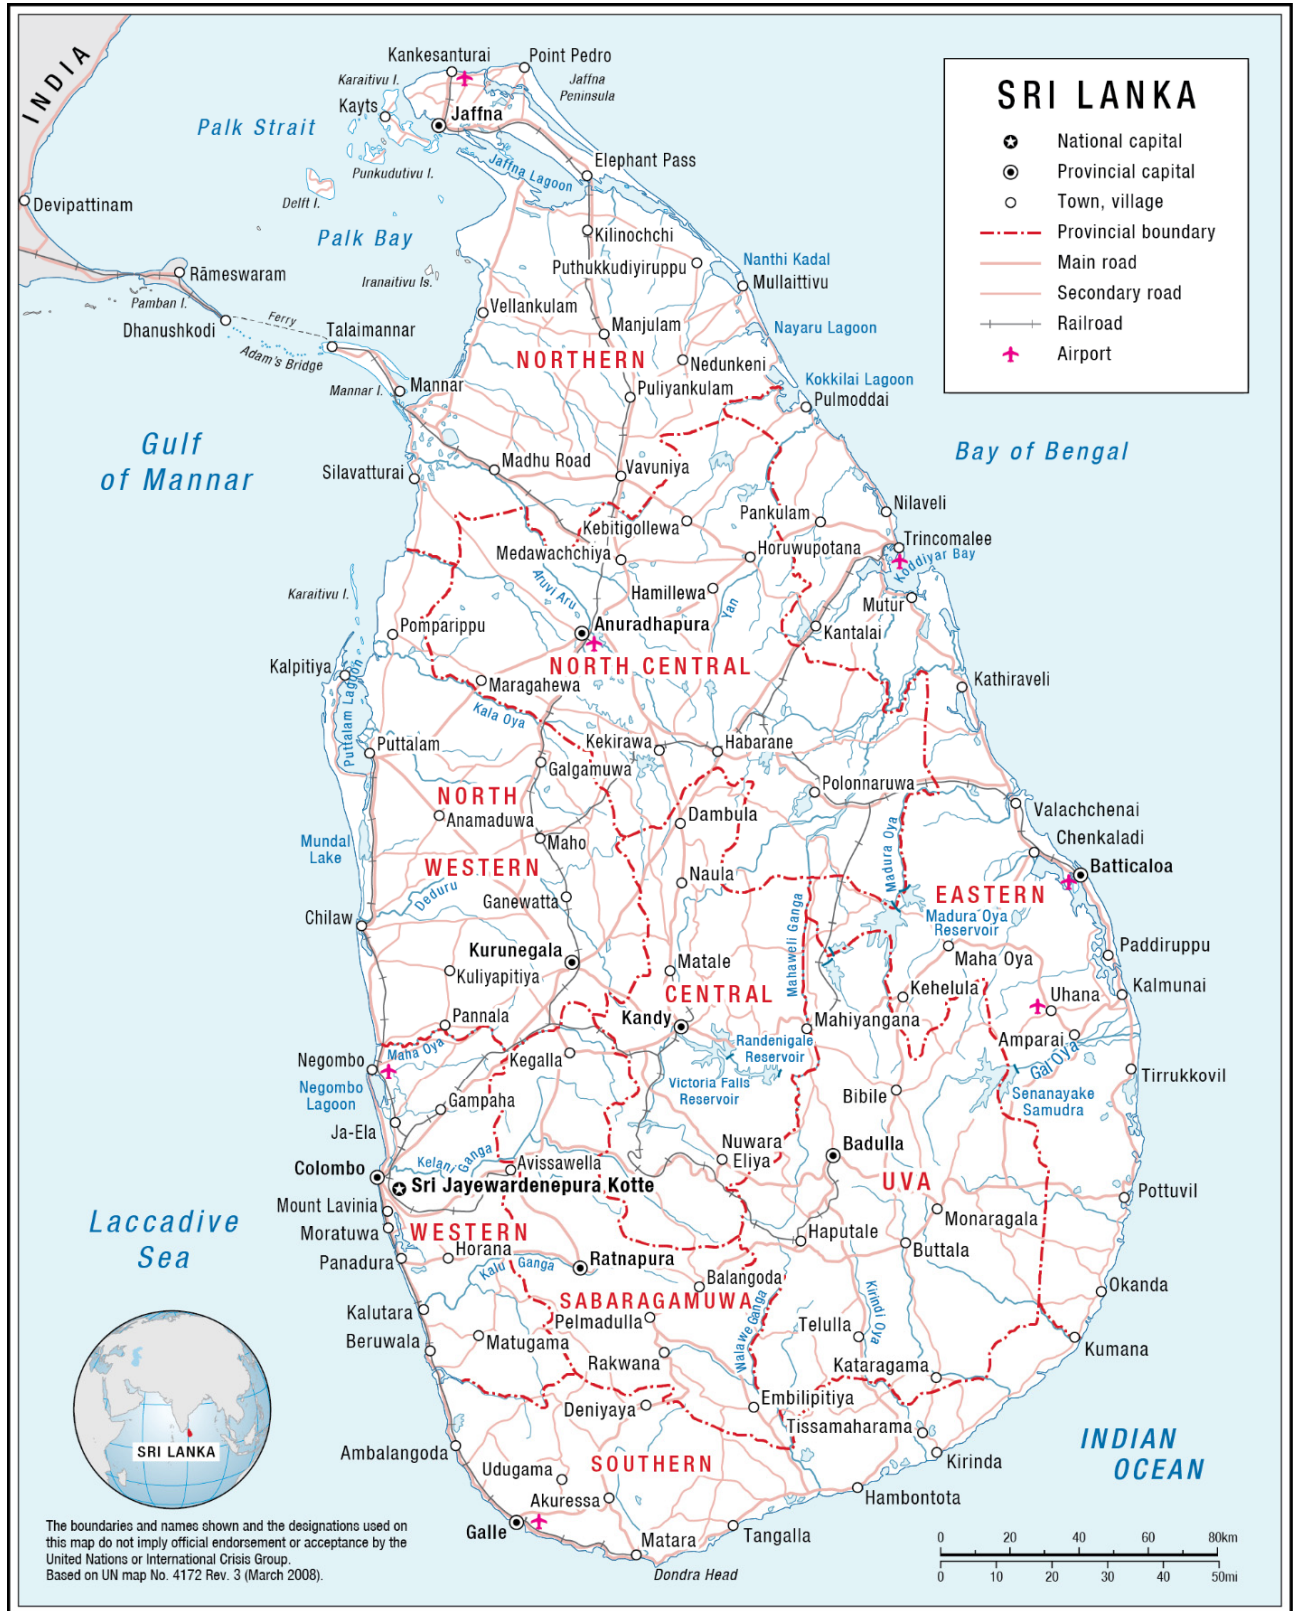 INDIA
Kankesanturai
Point Pedro
Karaitivu I.
Jaffna
Peninsula
Kayts
Jaffna
Palk Strait
Punkudutivu I.
Jaffna Lagoon
Elephant Pass
Delft I.
Devipattinam
Palk Bay
Kilinochchi
Nanthi Kadal
Puthukkudiyiruppu
Mullaittivu
Rāmeswaram
Iranaitivu Is.
Pamban I.
Vellankulam
Dhanushkodi
Ferry
Talaimannar
Manjulam
Nayaru Lagoon
Adam's Bridge
NORTHERN
Nedunkeni
Mannar I.
Mannar
Puliyankulam
Kokkilai Lagoon
Pulmoddai
SRI LANKA
National capital
Provincial capital
Town, village
Provincial boundary
Main road
Secondary road
Railroad
Airport
Gulf
of Mannar
Bay of Bengal
Silavatturai
Madhu Road
Vavuniya
Nilaveli
Kebitigollewa
Pankulam
Trincomalee
Medawachchiya
Horuwupotana
Koddiyar Bay
Karaitivu I.
Aruvi Aru
Hamillewa
Yan
Mutur
Pomparippu
Anuradhapura
Kantalai
Kalpitiya
NORTH CENTRAL
Maragahewa
Kathiraveli
Puttalam Lagoon
Kala Oya
Puttalam
Kekirawa
Habarane
Galgamuwa
Polonnaruwa
NORTH
Anamaduwa
Dambula
Valachchenai
Mundal
Lake
Maho
Madura Oya
Chenkaladi
WESTERN
Naula
Batticaloa
Deduru
Ganewatta
EASTERN
Chilaw
Mahaweli Ganga
Madura Oya
Reservoir
Kurunegala
Paddiruppu
Kuliyapitiya
Matale
Maha Oya
CENTRAL
Kehelula
Uhana
Kalmunai
Pannala
Kandy
Mahiyangana
Amparai
Negombo
Maha Oya
Kegalla
Randenigale
Reservoir
Gal Oya
Negombo
Lagoon
Victoria Falls
Reservoir
Bibile
Senanayake
Samudra
Tirrukkovil
Gampaha
Ja-Ela
Nuwara
Eliya
Badulla
Colombo
Kelani Ganga
Avissawella
Sri Jayewardenepura Kotte
UVA
Pottuvil
Mount Lavinia
Laccadive
Sea
Moratuwa
WESTERN
Monaragala
Panadura
Horana
Haputale
Buttala
Kalu Ganga
Ratnapura
Balangoda
Okanda
Kalutara
SABARAGAMUWA
Pelmadulla
Walawe Ganga
Kirindi Oya
Telulla
Beruwala
Matugama
Rakwana
Kumana
Kataragama
Embilipitiya
Deniyaya
Tissamaharama
SRI LANKA
Ambalangoda
SOUTHERN
INDIAN
OCEAN
Kirinda
Udugama
Akuressa
Hambontota
Galle
Tangalla
Matara
Dondra Head
The boundaries and names shown and the designations used on
this map do not imply official endorsement or acceptance by the
United Nations or International Crisis Group.
Based on UN map No. 4172 Rev. 3 (March 2008).
0 20 40 60 80km
0 10 20 30 40 50mi